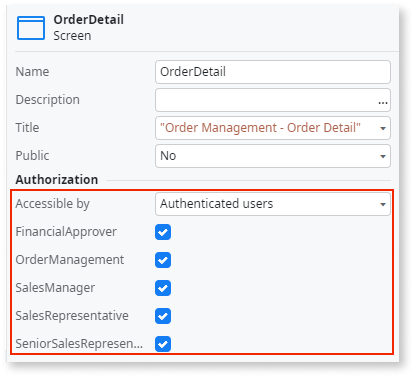 OrderDetail
Screen
Name OrderDetail
Description ...
Title "Order Management - Order Detail"
Public No
Authorization
Accessible by Authenticated users
FinancialApprover
OrderManagement
SalesManager
SalesRepresentative
SeniorSalesRepresen...